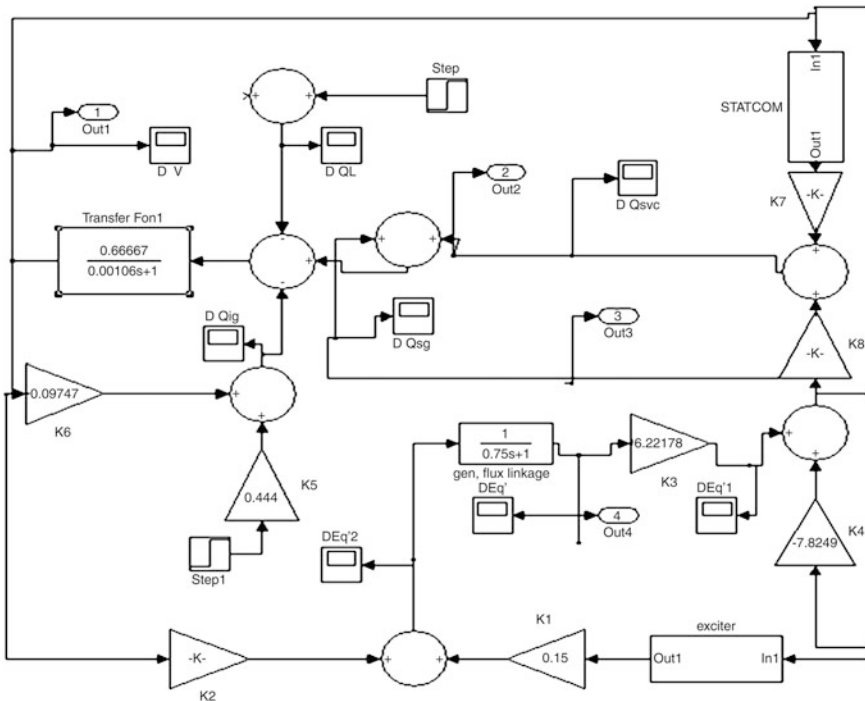 Step
In1
STATCOM
Out1
1
Out1
D V
D QL
2
Out2
D Qsvc
K7
-K-
Transfer Fon1
0.66667
0.00106s+1
D Qig
D Qsg
3
Out3
-K-
K8
0.09747
K6
1
0.75s+1
gen, flux linkage
6.22178
K3
K5
0.444
DEq'
4
Out4
DEq'1
-7.8249
K4
Step1
DEq'2
K1
exciter
-K-
K2
0.15
Out1
In1